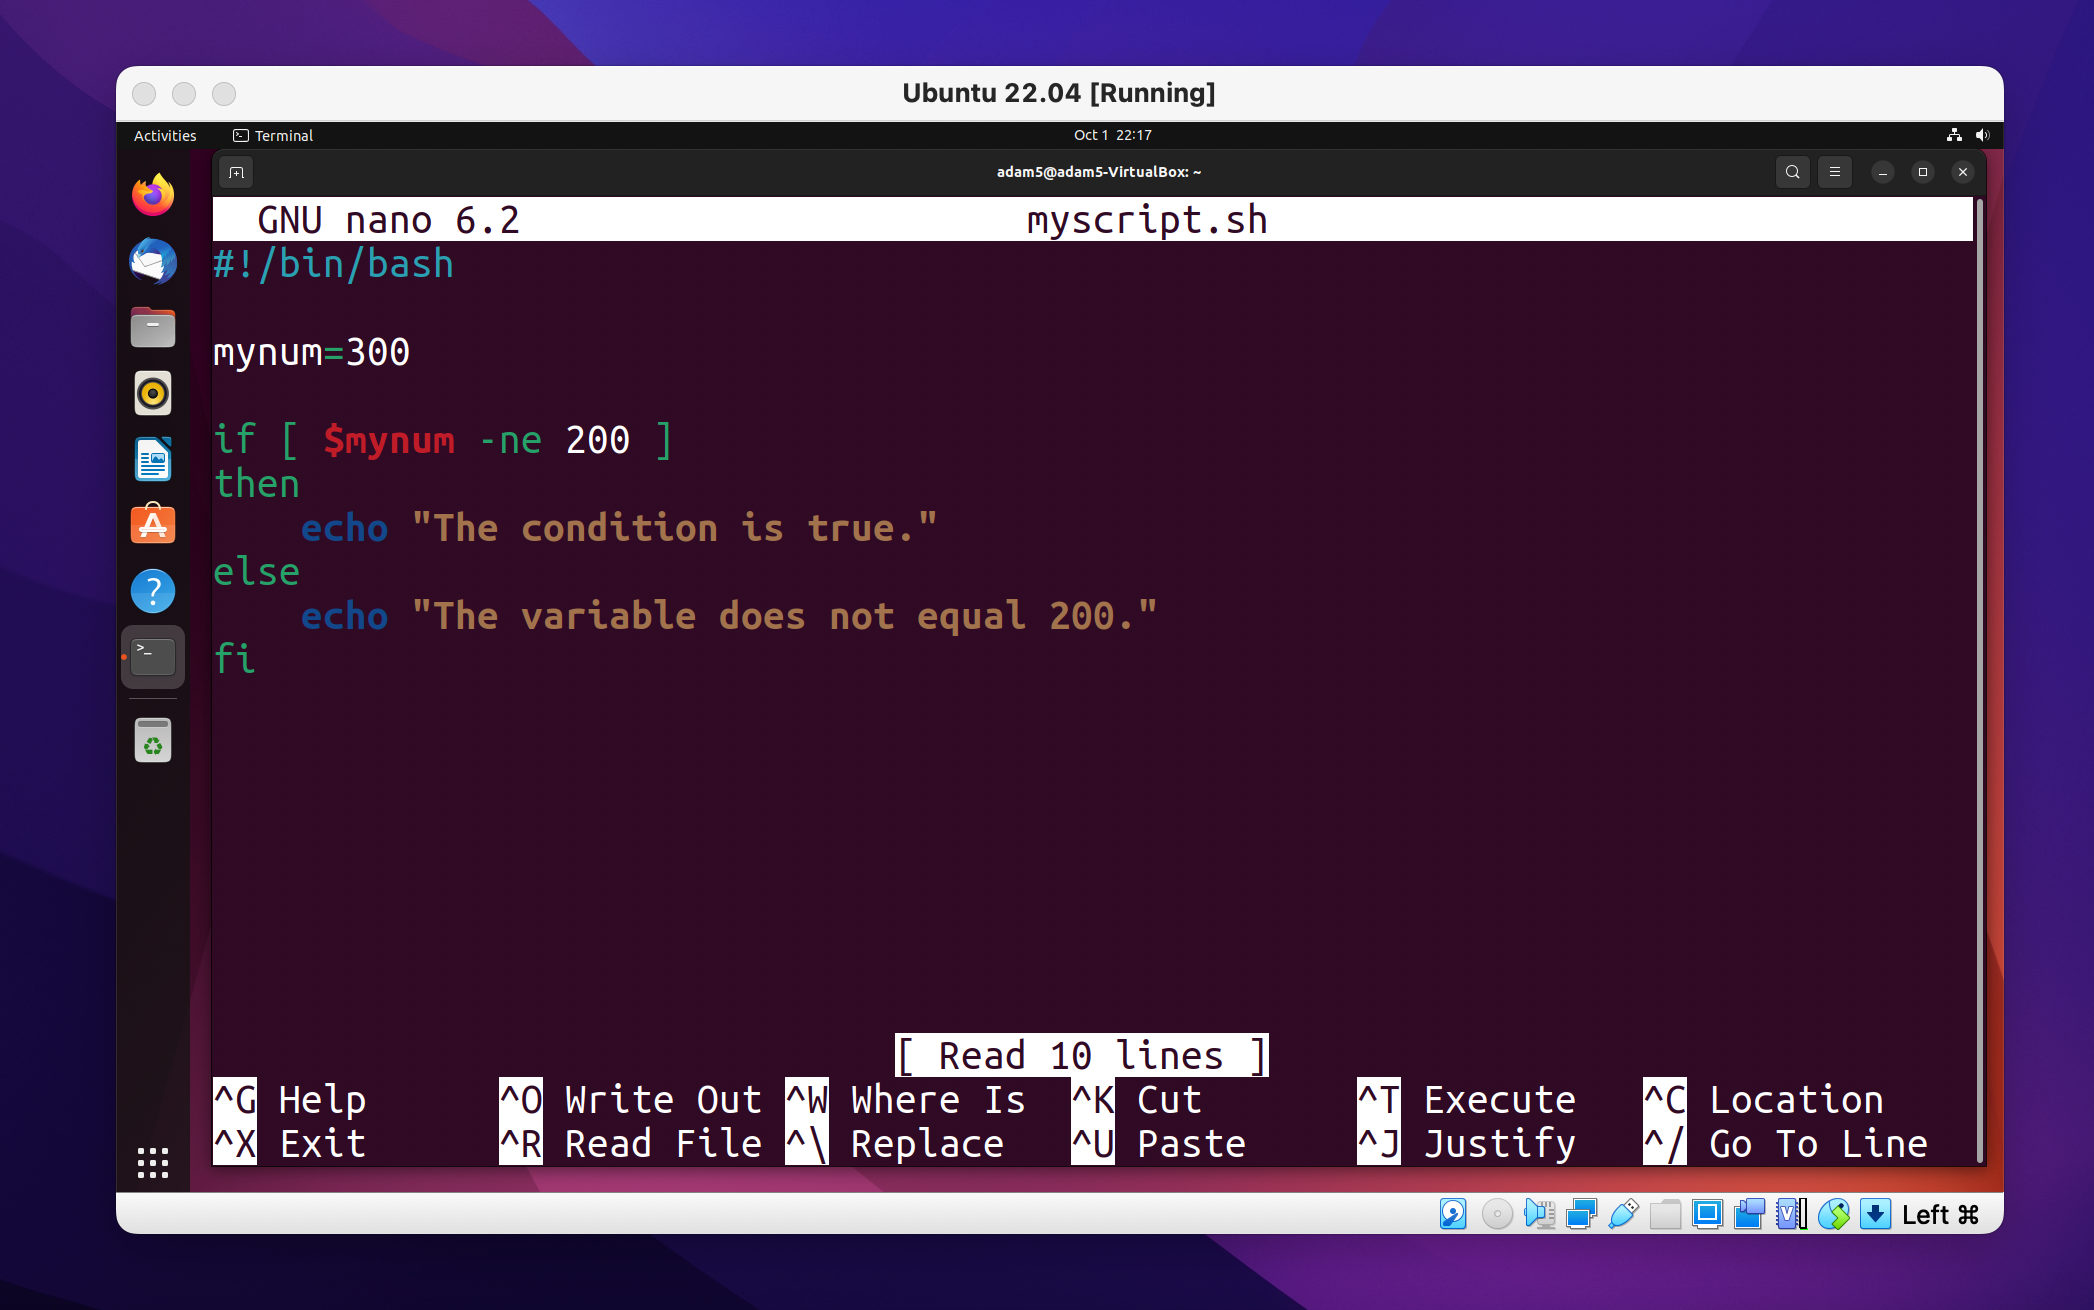 Ubuntu 22.04 [Running]
Activities Terminal Oct 1 22:17
adam5@adam5-VirtualBox: ~
GNU nano 6.2 myscript.sh
#!/bin/bash
mynum=300
if [ $mynum -ne 200 ]
then
echo "The condition is true."
else
echo "The variable does not equal 200."
fi
[ Read 10 lines ]
^G Help ^O Write Out ^W Where Is ^K Cut ^T Execute ^C Location
^X Exit ^R Read File ^\ Replace ^U Paste ^J Justify ^/ Go To Line
Left ⌘